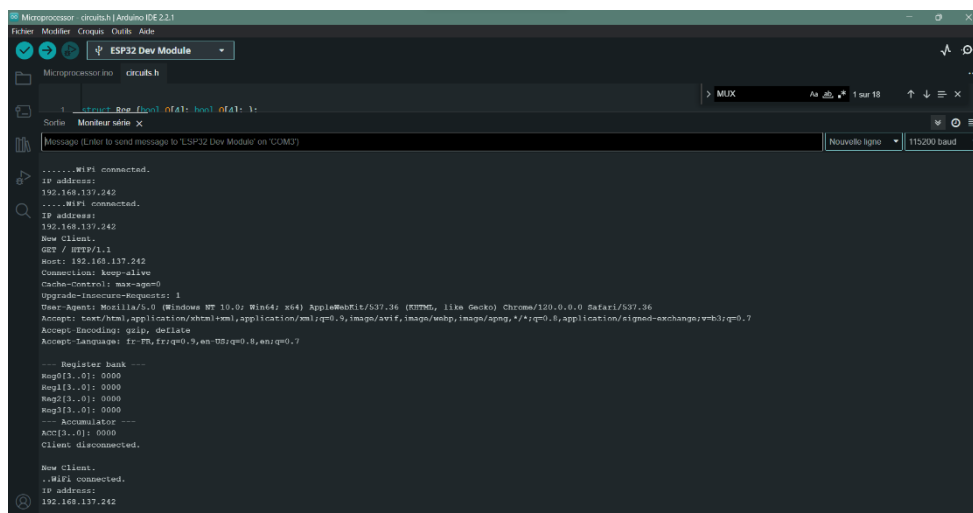 Microprocessor - circuits.h | Arduino IDE 2.2.1
Fichier Modifier Croquis Outils Aide
ESP32 Dev Module
Microprocessor.ino circuits.h
MUX Aa ab .* 1 sur 18
1 struct Reg {bool Q[4]; bool O[4]; };
Sortie Moniteur série ×
Message (Enter to send message to 'ESP32 Dev Module' on 'COM3')
Nouvelle ligne 115200 baud
.......WiFi connected.
IP address:
192.168.137.242
.....WiFi connected.
IP address:
192.168.137.242
New Client.
GET / HTTP/1.1
Host: 192.168.137.242
Connection: keep-alive
Cache-Control: max-age=0
Upgrade-Insecure-Requests: 1
User-Agent: Mozilla/5.0 (Windows NT 10.0; Win64; x64) AppleWebKit/537.36 (KHTML, like Gecko) Chrome/120.0.0.0 Safari/537.36
Accept: text/html,application/xhtml+xml,application/xml;q=0.9,image/avif,image/webp,image/apng,*/*;q=0.8,application/signed-exchange;v=b3;q=0.7
Accept-Encoding: gzip, deflate
Accept-Language: fr-FR,fr;q=0.9,en-US;q=0.8,en;q=0.7
--- Register bank ---
Reg0[3..0]: 0000
Reg1[3..0]: 0000
Reg2[3..0]: 0000
Reg3[3..0]: 0000
--- Accumulator ---
ACC[3..0]: 0000
Client disconnected.
New Client.
..WiFi connected.
IP address:
192.168.137.242